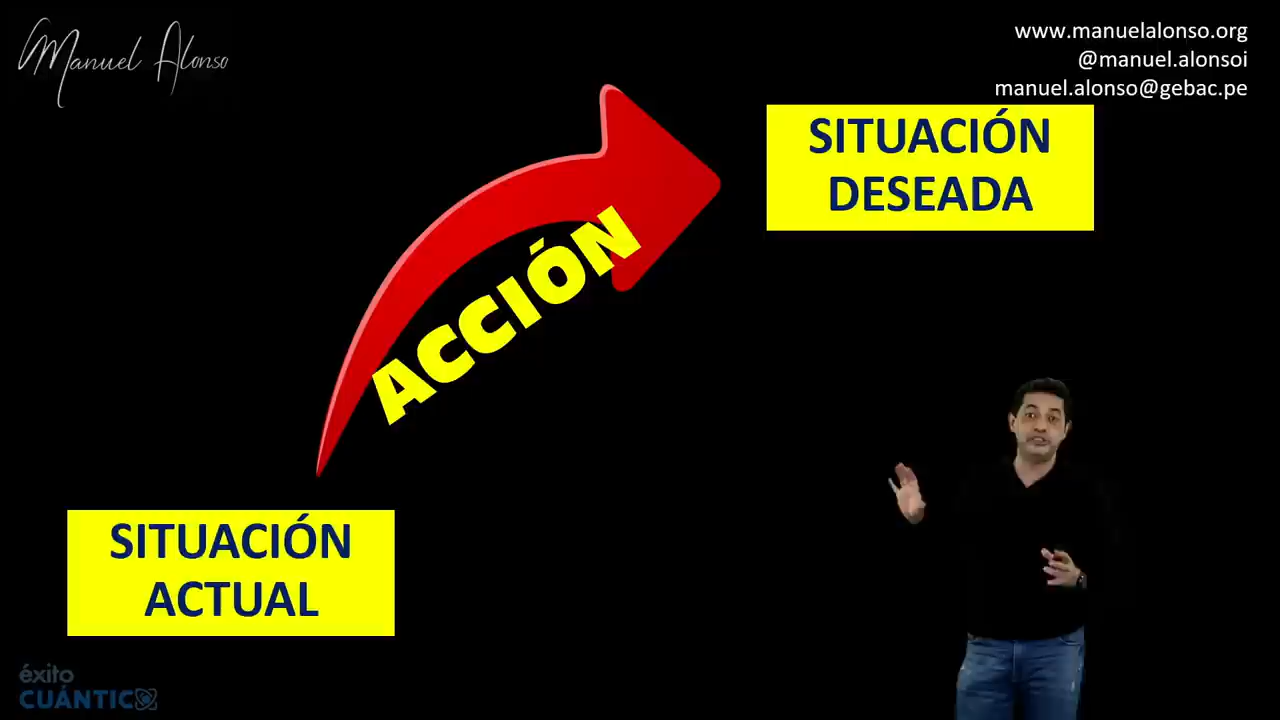 Manuel Alonso
www.manuelalonso.org
@manuel.alonsoi
manuel.alonso@gebac.pe
SITUACIÓN
DESEADA
ACCIÓN
SITUACIÓN
ACTUAL
éxito
CUÁNTICO